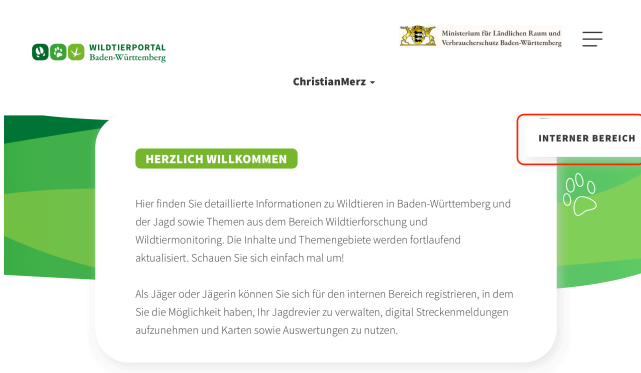 WILDTIERPORTAL
Baden-Württemberg
Ministerium für Ländlichen Raum und
Verbraucherschutz Baden-Württemberg
ChristianMerz
INTERNER BEREICH
HERZLICH WILLKOMMEN
Hier finden Sie detaillierte Informationen zu Wildtieren in Baden-Württemberg und
der Jagd sowie Themen aus dem Bereich Wildtierforschung und
Wildtiermonitoring. Die Inhalte und Themengebiete werden fortlaufend
aktualisiert. Schauen Sie sich einfach mal um!
Als Jäger oder Jägerin können Sie sich für den internen Bereich registrieren, in dem
Sie die Möglichkeit haben, Ihr Jagdrevier zu verwalten, digital Streckenmeldungen
aufzunehmen und Karten sowie Auswertungen zu nutzen.